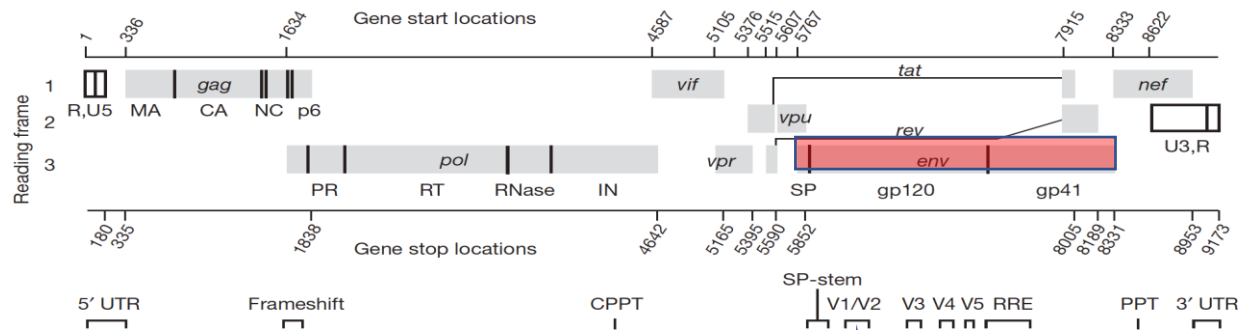 Gene start locations
1 336 1634 4587 5105 5376 5515 5607 5767 7915 8333 8622
Reading frame
1 gag vif tat nef
R,U5 MA CA NC p6
2 vpu
rev
U3,R
3 pol vpr env
PR RT RNase IN SP gp120 gp41
180 335 1838 4642 5165 5395 5590 5852 8005 8189 8331 8953 9173
Gene stop locations
SP-stem
5′ UTR Frameshift CPPT V1/V2 V3 V4 V5 RRE PPT 3′ UTR